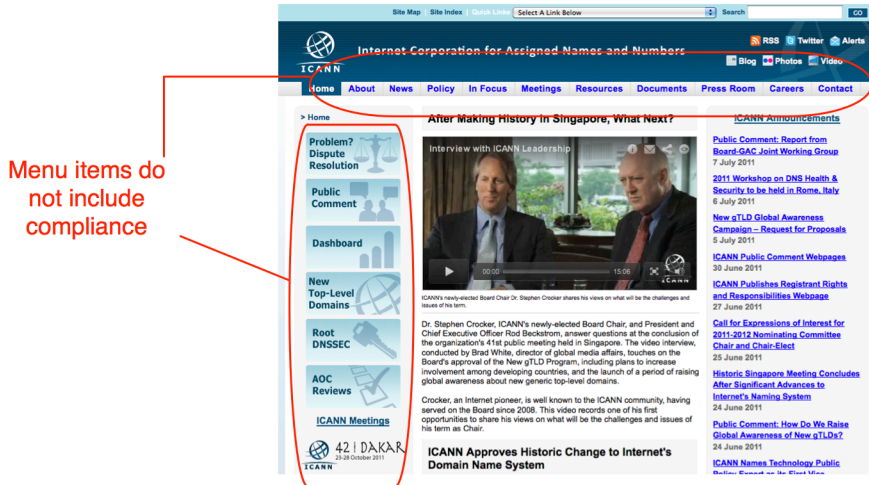 Site Map | Site Index | Quick Links Select A Link Below Search GO
ICANN
Internet Corporation for Assigned Names and Numbers
RSS Twitter Alerts
Blog Photos Video
Home About News Policy In Focus Meetings Resources Documents Press Room Careers Contact
Menu items do
not include
compliance
> Home
Problem?
Dispute
Resolution
Public
Comment
Dashboard
New
Top-Level
Domains
Root
DNSSEC
AOC
Reviews
ICANN Meetings
ICANN
42 | DAKAR
23-28 October 2011
After Making History in Singapore, What Next?
Interview with ICANN Leadership
00:00 15:06
ICANN
ICANN's newly-elected Board Chair Dr. Stephen Crocker shares his views on what will be the challenges and
issues of his term.
Dr. Stephen Crocker, ICANN's newly-elected Board Chair, and President and
Chief Executive Officer Rod Beckstrom, answer questions at the conclusion of
the organization's 41st public meeting held in Singapore. The video interview,
conducted by Brad White, director of global media affairs, touches on the
Board's approval of the New gTLD Program, including plans to increase
involvement among developing countries, and the launch of a period of raising
global awareness about new generic top-level domains.
Crocker, an Internet pioneer, is well known to the ICANN community, having
served on the Board since 2008. This video records one of his first
opportunities to share his views on what will be the challenges and issues of
his term as Chair.
ICANN Approves Historic Change to Internet's
Domain Name System
ICANN Announcements
Public Comment: Report from
Board-GAC Joint Working Group
7 July 2011
2011 Workshop on DNS Health &
Security to be held in Rome, Italy
6 July 2011
New gTLD Global Awareness
Campaign – Request for Proposals
5 July 2011
ICANN Public Comment Webpages
30 June 2011
ICANN Publishes Registrant Rights
and Responsibilities Webpage
27 June 2011
Call for Expressions of Interest for
2011-2012 Nominating Committee
Chair and Chair-Elect
25 June 2011
Historic Singapore Meeting Concludes
After Significant Advances to
Internet's Naming System
24 June 2011
Public Comment: How Do We Raise
Global Awareness of New gTLDs?
24 June 2011
ICANN Names Technology Public
Policy Expert as its First Vice